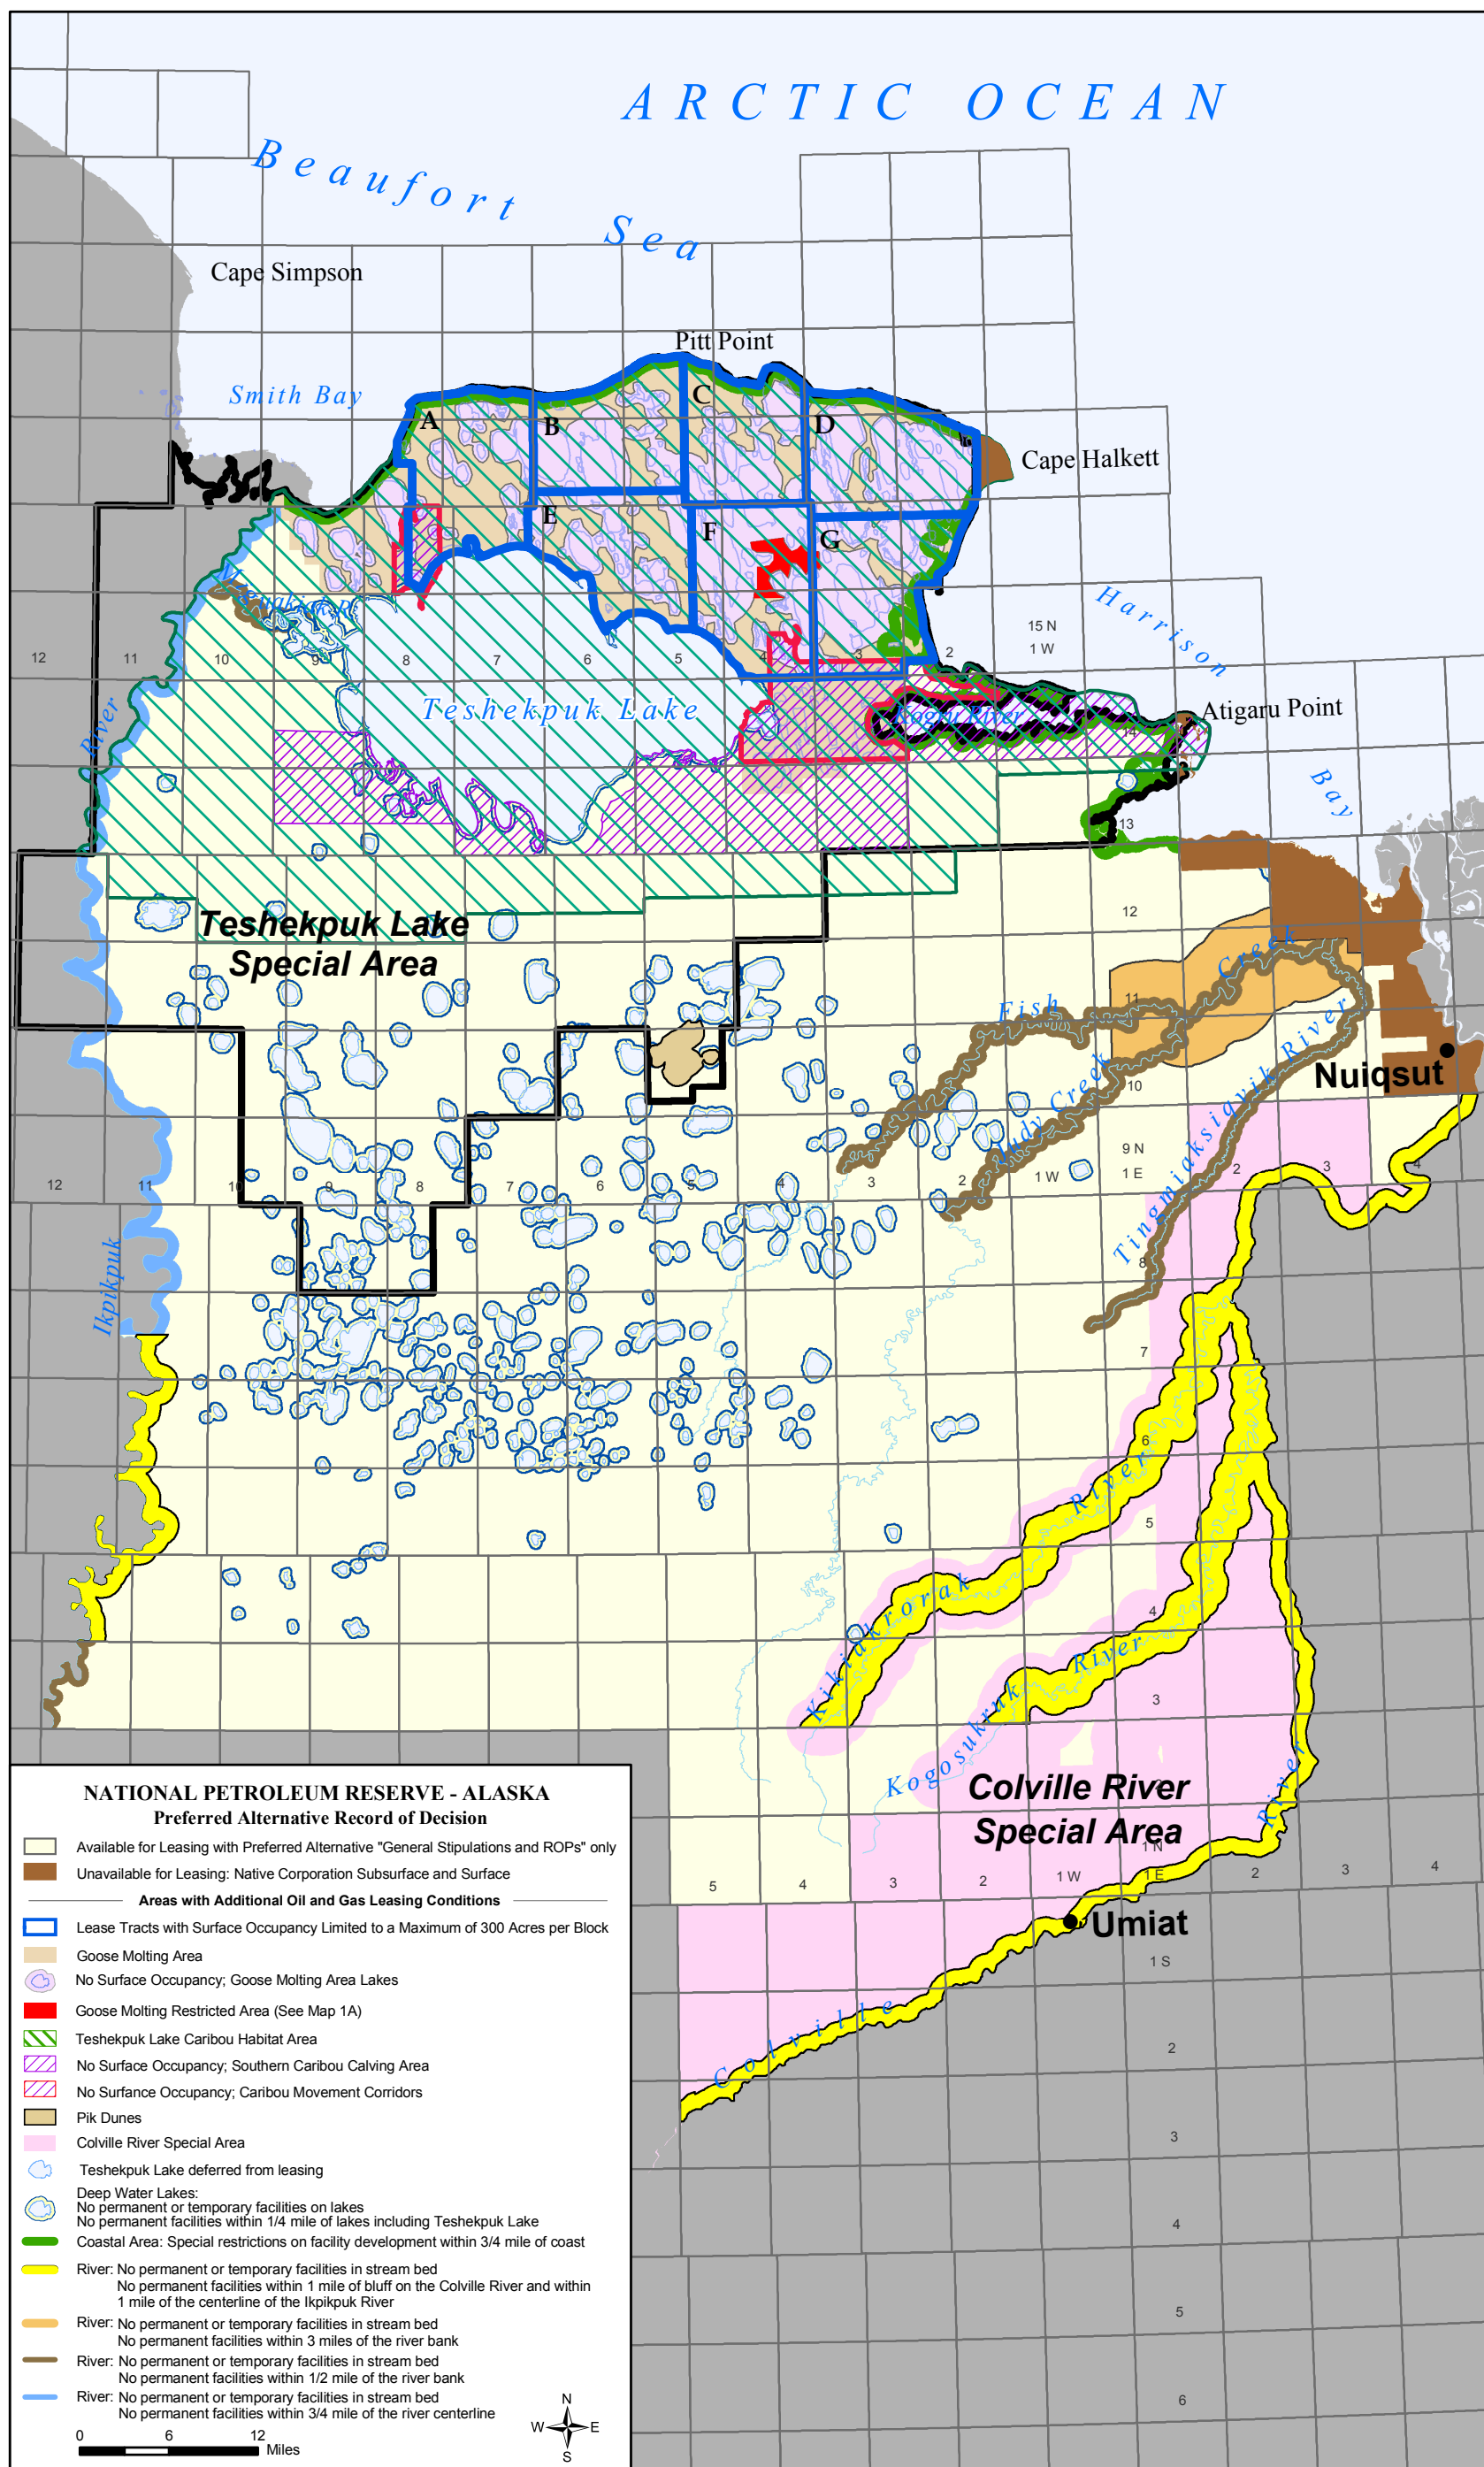 ARCTIC OCEAN
Beaufort Sea
Cape Simpson
Pitt Point
Smith Bay
A
B
C
D
Cape Halkett
E
F
G
Harrison
Bay
15 N
1 W
12
11
10
9
8
7
6
5
4
3
2
River
Teshekpuk Lake
Kogru River
Atigaru Point
14
13
12
Teshekpuk Lake
Special Area
Fish
Creek
11
Judy Creek
10
Tingmiaksiqvik River
Nuiqsut
9 N
1 E
12
11
10
9
8
7
6
5
4
3
2
1 W
2
3
4
Ikpikpuk
8
7
6
River
5
Kikiakrorak
4
River
Kogosukruk
3
Colville River
Special Area
2
River
1 N
1 E
5
4
3
2
1 W
2
3
4
Umiat
1 S
Colville
2
3
4
5
6
NATIONAL PETROLEUM RESERVE - ALASKA
Preferred Alternative Record of Decision
Available for Leasing with Preferred Alternative "General Stipulations and ROPs" only
Unavailable for Leasing: Native Corporation Subsurface and Surface
Areas with Additional Oil and Gas Leasing Conditions
Lease Tracts with Surface Occupancy Limited to a Maximum of 300 Acres per Block
Goose Molting Area
No Surface Occupancy; Goose Molting Area Lakes
Goose Molting Restricted Area (See Map 1A)
Teshekpuk Lake Caribou Habitat Area
No Surface Occupancy; Southern Caribou Calving Area
No Surfance Occupancy; Caribou Movement Corridors
Pik Dunes
Colville River Special Area
Teshekpuk Lake deferred from leasing
Deep Water Lakes:
No permanent or temporary facilities on lakes
No permanent facilities within 1/4 mile of lakes including Teshekpuk Lake
Coastal Area: Special restrictions on facility development within 3/4 mile of coast
River: No permanent or temporary facilities in stream bed
No permanent facilities within 1 mile of bluff on the Colville River and within
1 mile of the centerline of the Ikpikpuk River
River: No permanent or temporary facilities in stream bed
No permanent facilities within 3 miles of the river bank
River: No permanent or temporary facilities in stream bed
No permanent facilities within 1/2 mile of the river bank
River: No permanent or temporary facilities in stream bed
No permanent facilities within 3/4 mile of the river centerline
0 6 12
Miles
N
W E
S